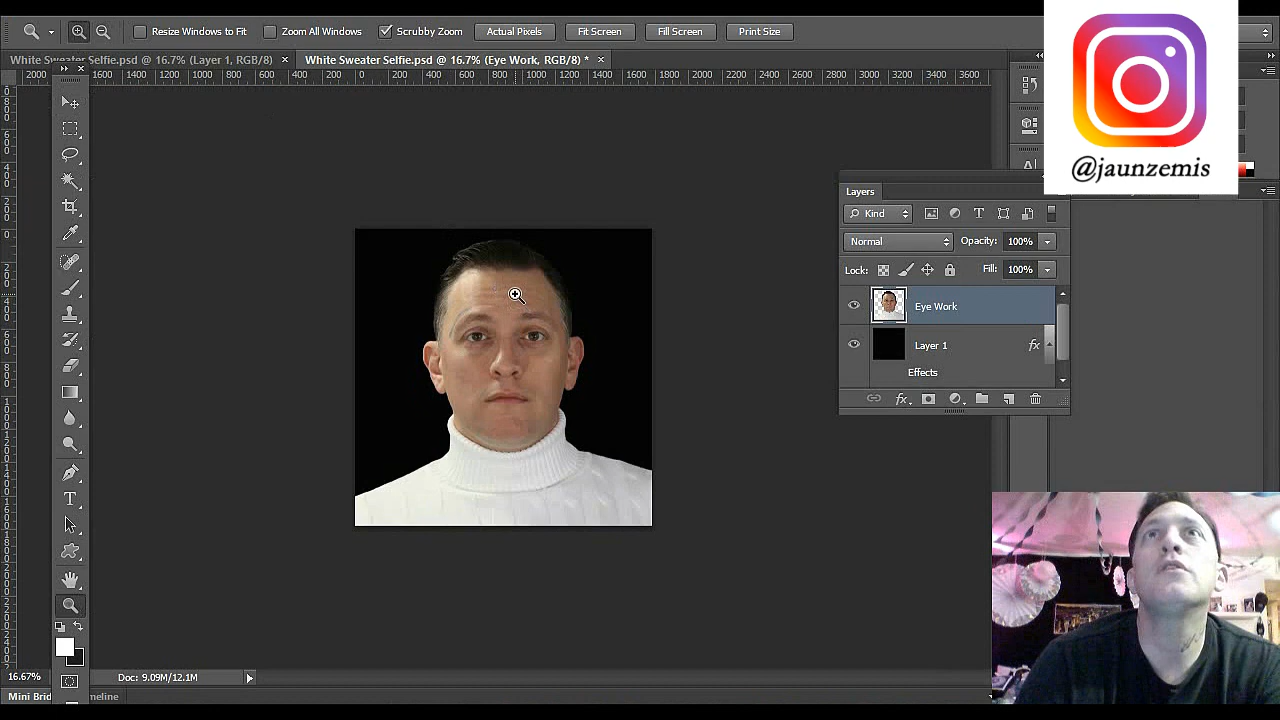 Resize Windows to Fit
Zoom All Windows
Scrubby Zoom
Actual Pixels
Fit Screen
Fill Screen
Print Size
@jaunzemis
White Sweater Selfie.psd @ 16.7% (Layer 1, RGB/8) ×
White Sweater Selfie.psd @ 16.7% (Eye Work, RGB/8) * ×
2000 1600 1400 1200 1000 800 600 400 200 0 200 400 600 800 1000 1200 1400 1600 1800 2000 2200 2400 2600 2800 3000 3200 3400 3600
Layers
Kind
Normal
Opacity: 100%
Lock:
Fill: 100%
Eye Work
Layer 1
fx
Effects
fx
16.67%
Doc: 9.09M/12.1M
Mini Brid
meline